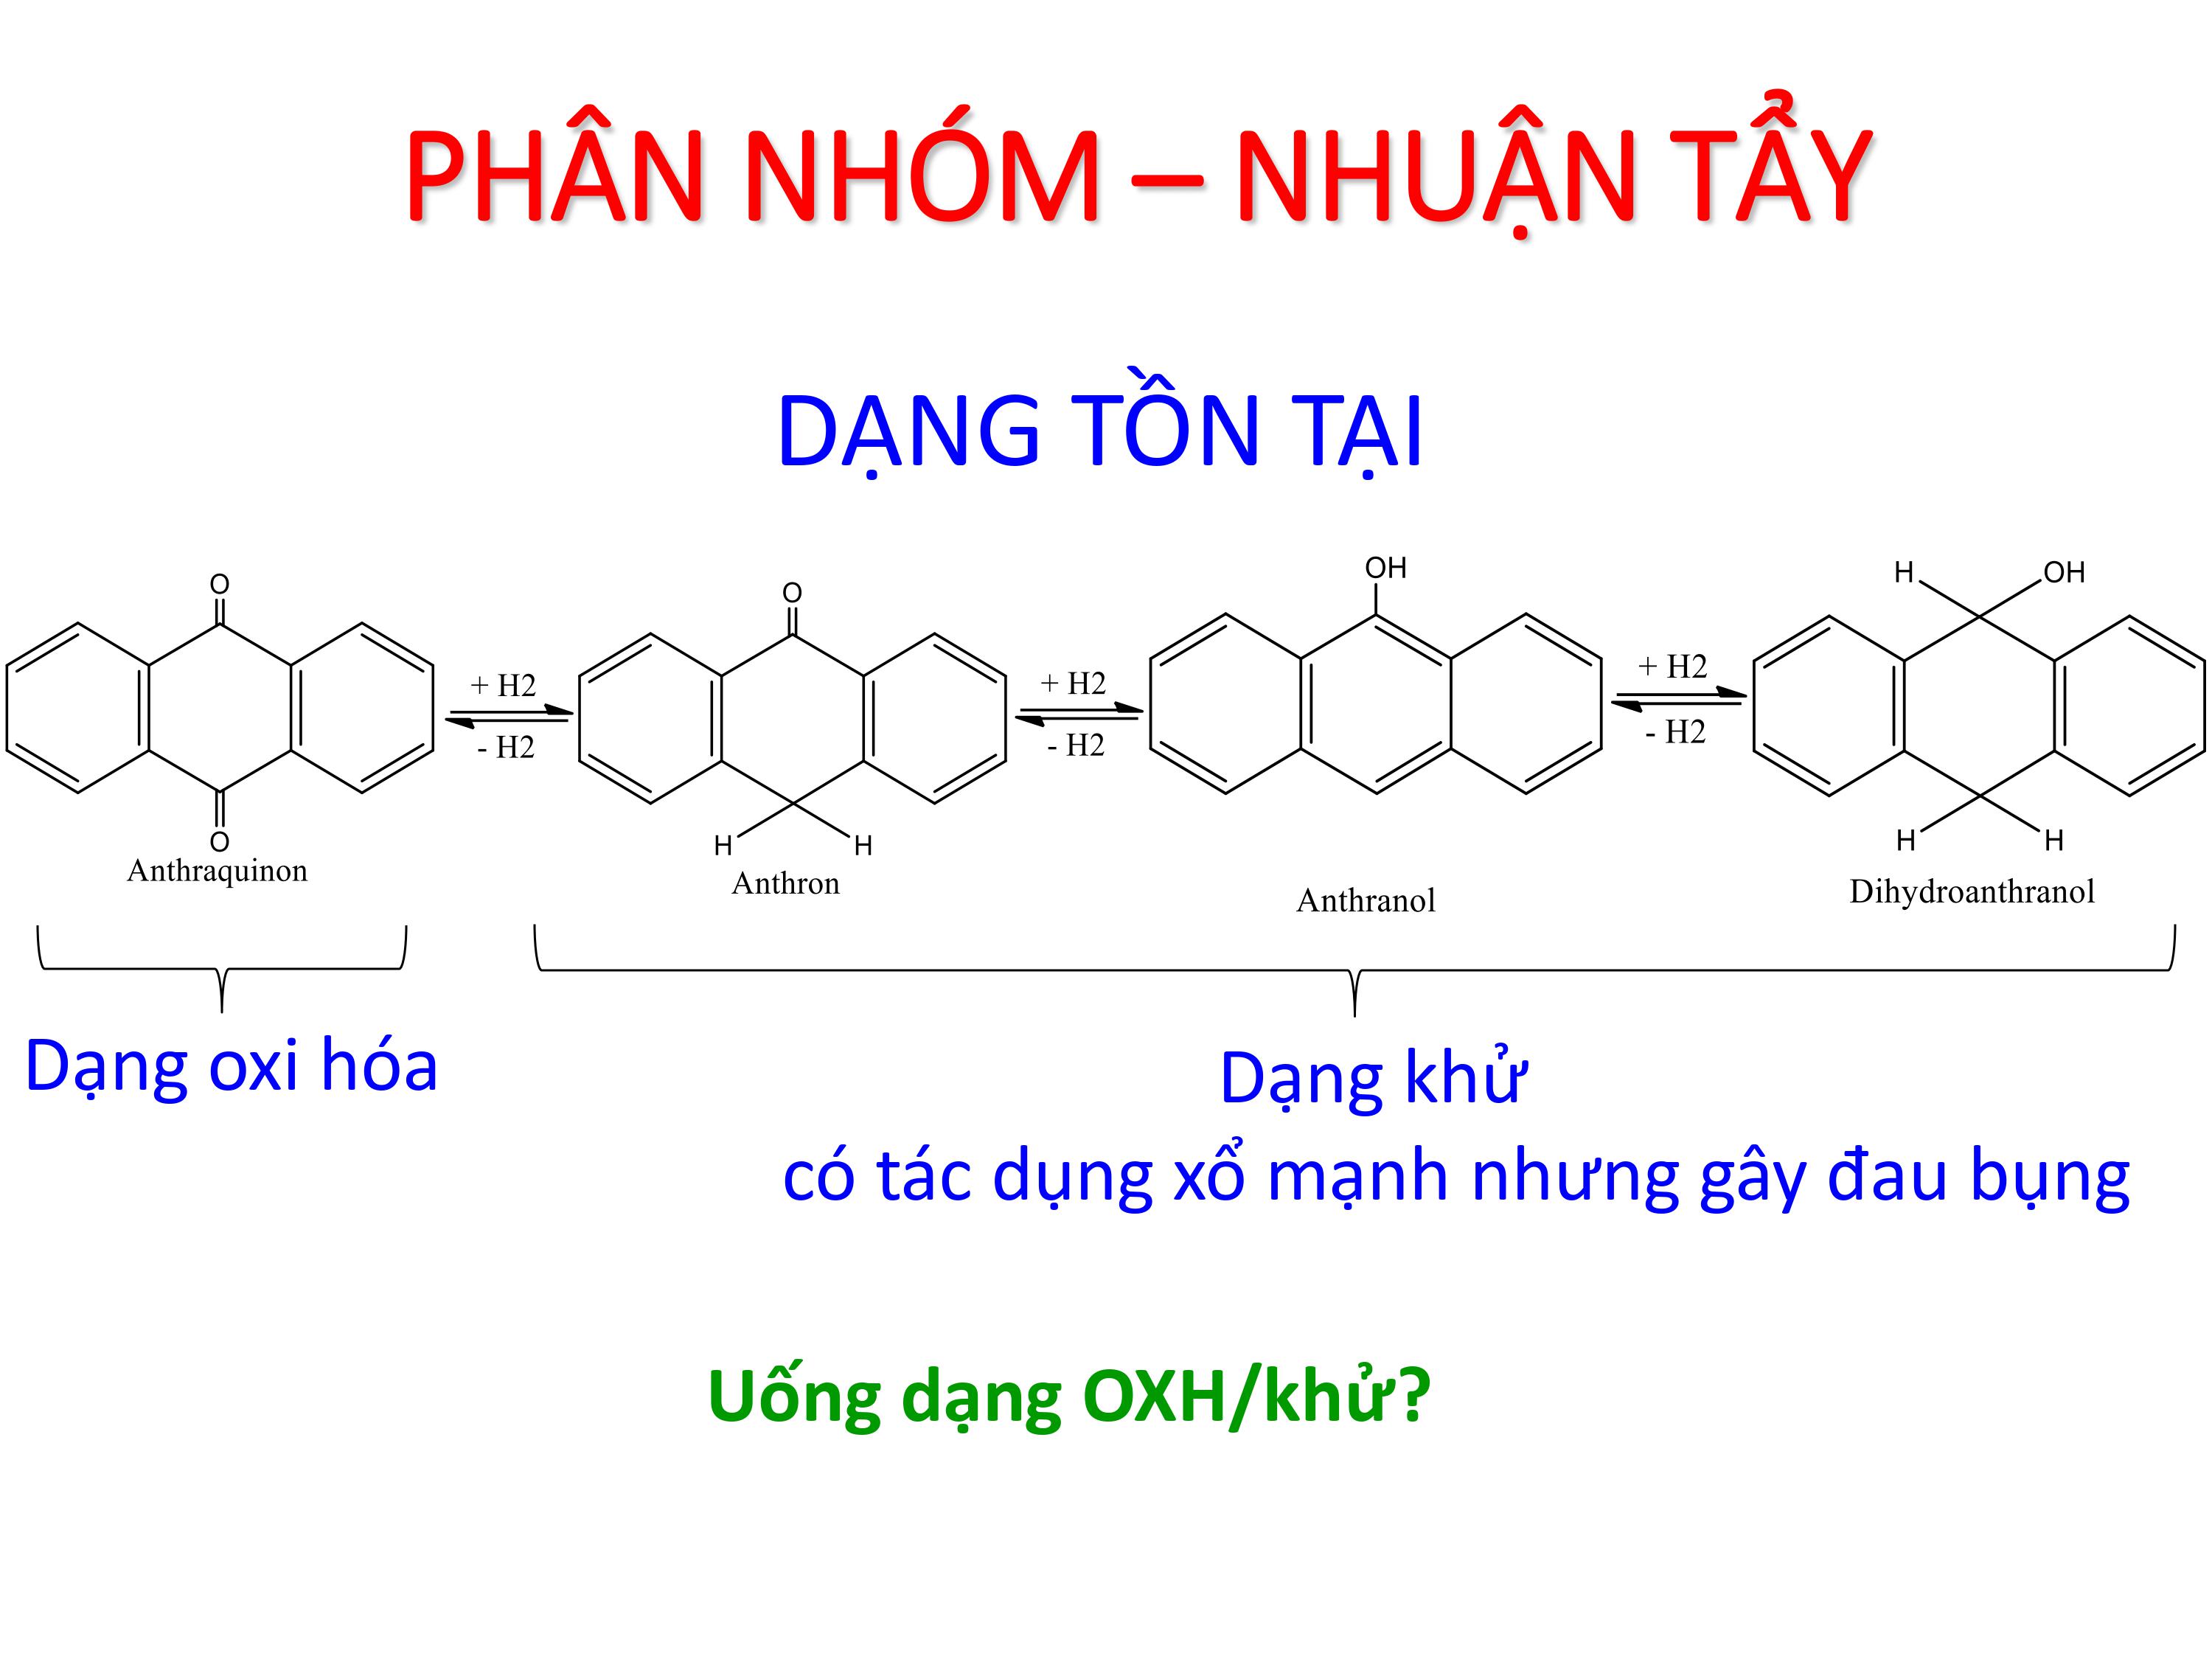 PHÂN NHÓM – NHUẬN TẨY
DẠNG TỒN TẠI
O
O
Anthraquinon
+ H2
- H2
O
H H
Anthron
+ H2
- H2
OH
Anthranol
+ H2
- H2
H OH
H H
Dihydroanthranol
Dạng oxi hóa
Dạng khử
có tác dụng xổ mạnh nhưng gây đau bụng
Uống dạng OXH/khử?